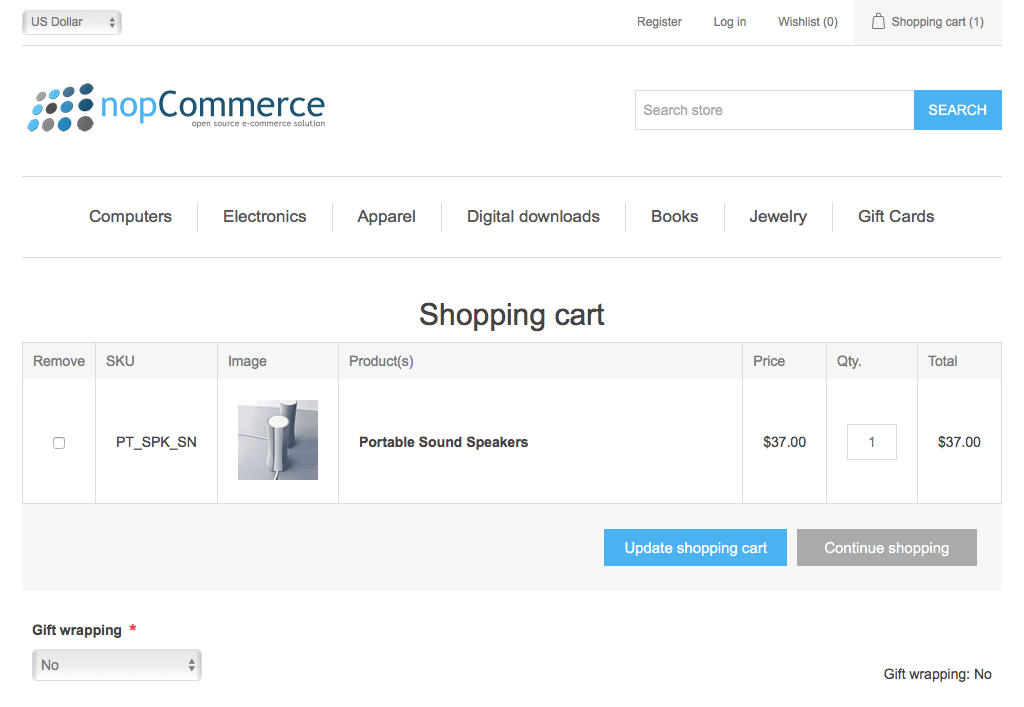 US Dollar Register Log in Wishlist (0) Shopping cart (1)
nopCommerce
open source e-commerce solution
Search store SEARCH
Computers Electronics Apparel Digital downloads Books Jewelry Gift Cards
Shopping cart
Remove SKU Image Product(s) Price Qty. Total
PT_SPK_SN Portable Sound Speakers $37.00 1 $37.00
Update shopping cart Continue shopping
Gift wrapping *
No
Gift wrapping: No